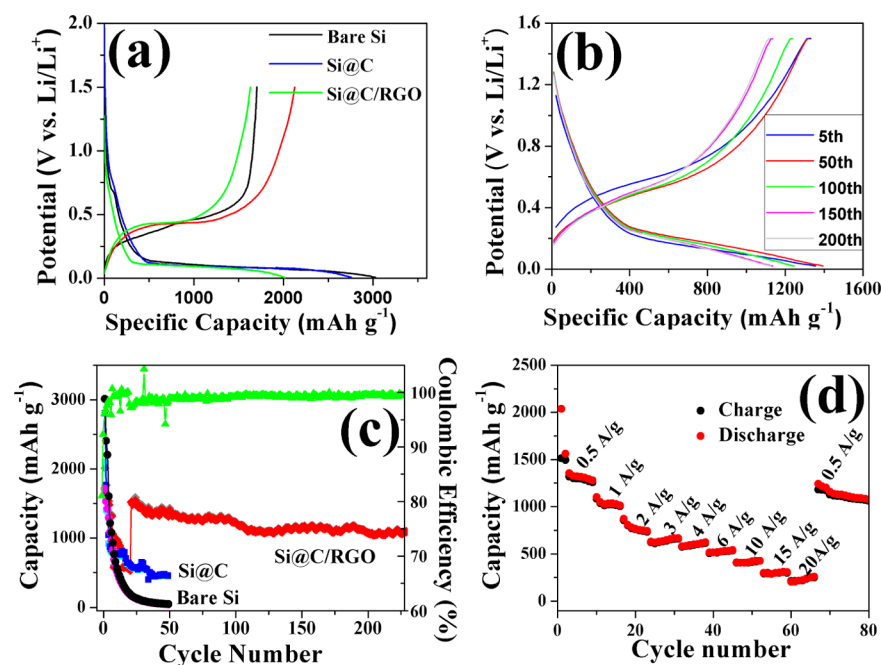 (a)
Bare Si
Si@C
Si@C/RGO
2.0
1.5
1.0
0.5
0.0
Potential (V vs. Li/Li⁺)
0 1000 2000 3000
Specific Capacity (mAh g⁻¹)
(b)
1.6
1.2
0.8
0.4
0.0
Potential (V vs. Li/Li⁺)
5th
50th
100th
150th
200th
0 400 800 1200 1600
Specific Capacity (mAh g⁻¹)
(c)
3000
2400
1800
1200
600
0
Capacity (mAh g⁻¹)
100
95
90
85
80
75
70
65
60
Coulombic Efficiency (%)
Si@C
Si@C/RGO
Bare Si
0 50 100 150 200
Cycle Number
(d)
2500
2000
1500
1000
500
0
Capacity (mAh g⁻¹)
Charge
Discharge
0.5 A/g
1 A/g
2 A/g
3 A/g
4 A/g
6 A/g
10 A/g
15 A/g
20A/g
0.5 A/g
0 20 40 60 80
Cycle number